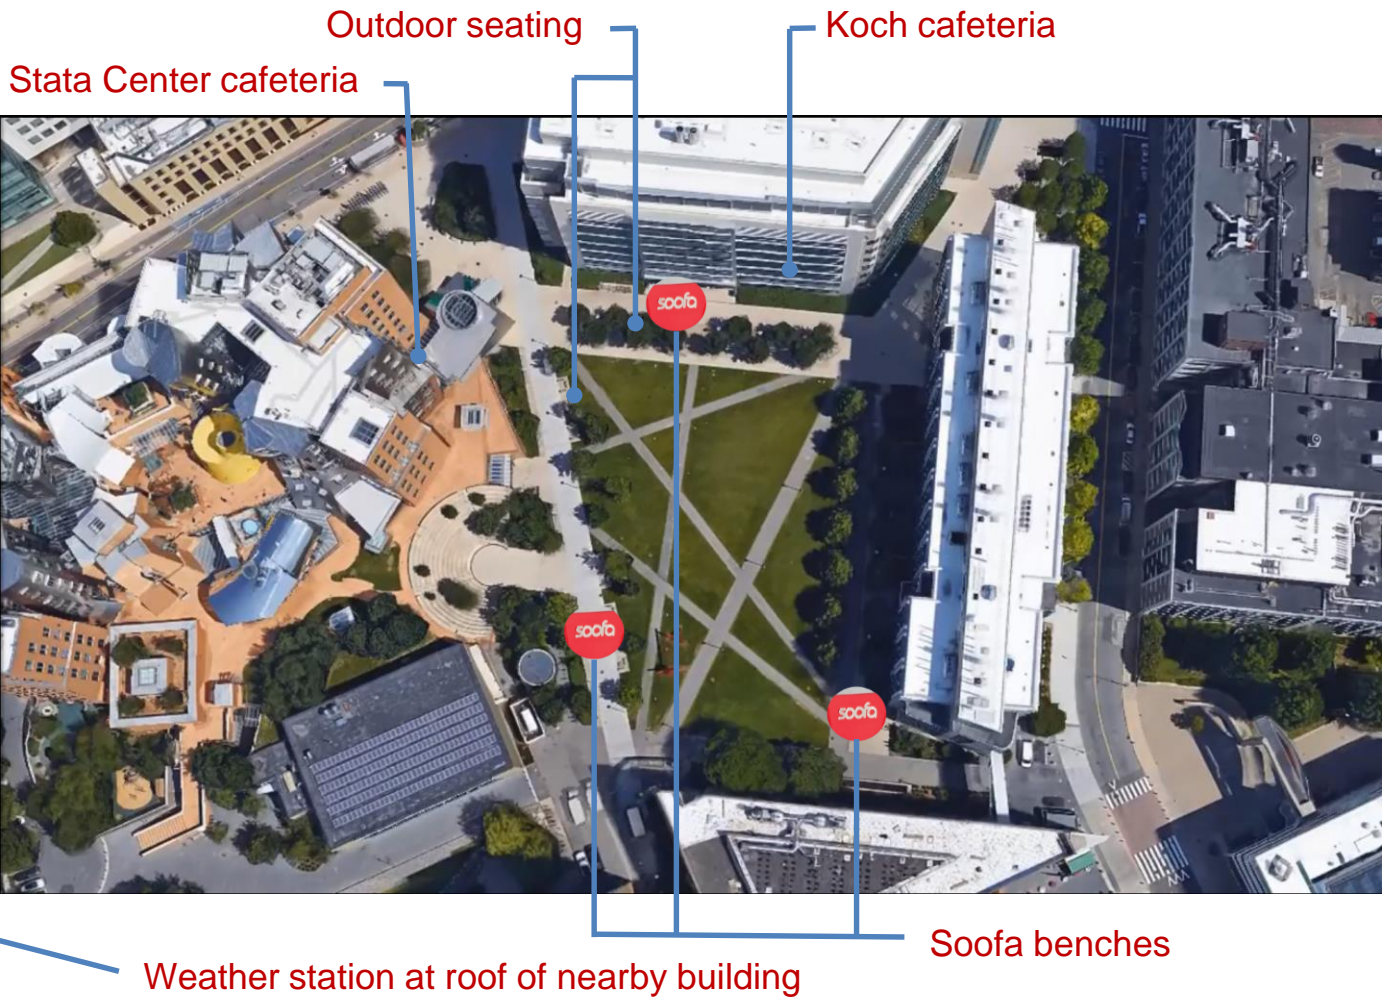 Outdoor seating
Koch cafeteria
Stata Center cafeteria
soofa
soofa
soofa
Soofa benches
Weather station at roof of nearby building